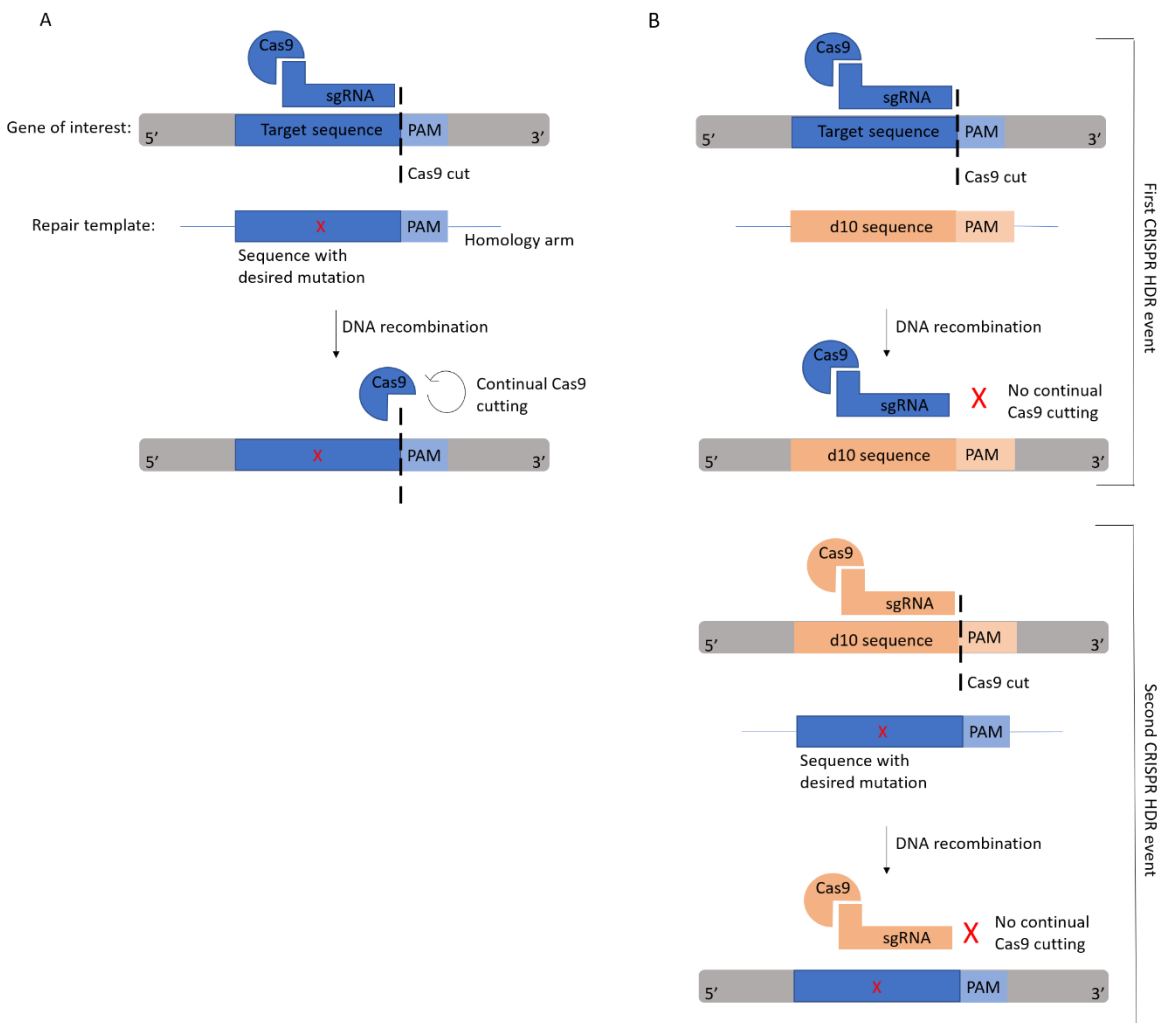 A
Cas9
sgRNA
Gene of interest:
5′
Target sequence
PAM
3′
Cas9 cut
Repair template:
X
PAM
Homology arm
Sequence with
desired mutation
DNA recombination
Cas9
Continual Cas9
cutting
5′
X
PAM
3′
B
Cas9
sgRNA
5′
Target sequence
PAM
3′
Cas9 cut
d10 sequence
PAM
DNA recombination
Cas9
sgRNA
X
No continual
Cas9 cutting
5′
d10 sequence
PAM
3′
First CRISPR HDR event
Cas9
sgRNA
5′
d10 sequence
PAM
3′
Cas9 cut
X
PAM
Sequence with
desired mutation
DNA recombination
Cas9
sgRNA
X
No continual
Cas9 cutting
5′
X
PAM
3′
Second CRISPR HDR event